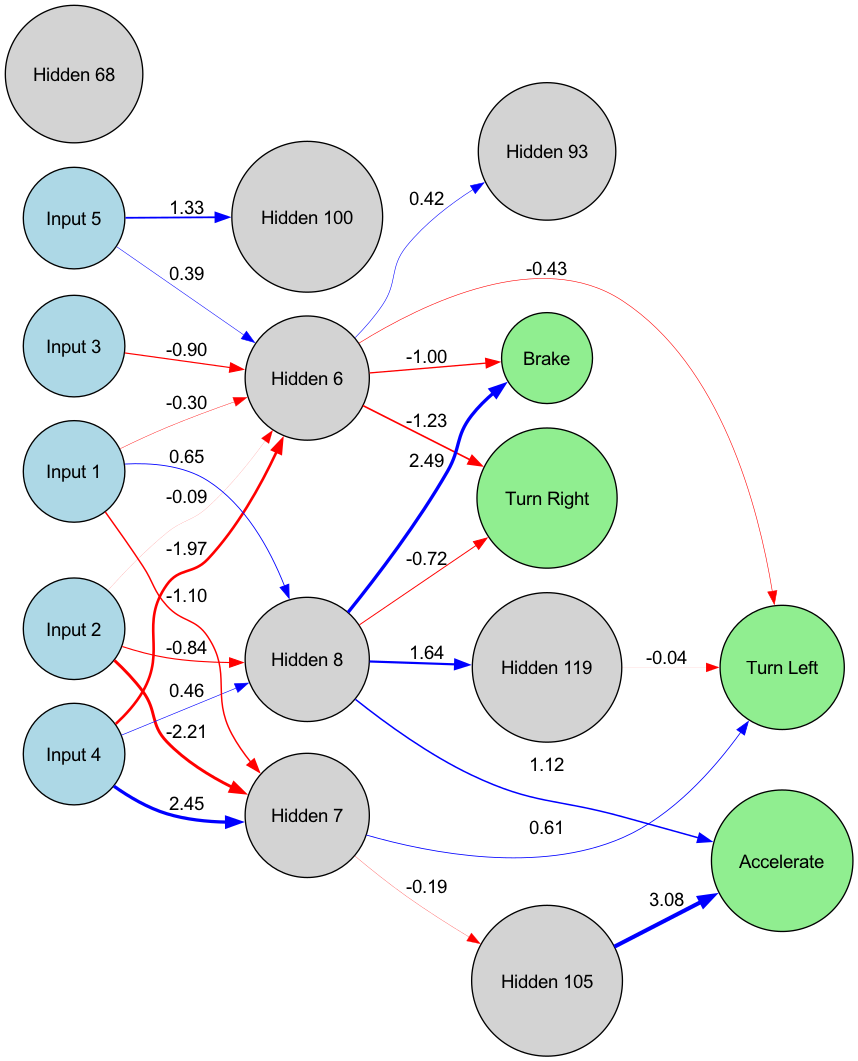 Hidden 68
Hidden 93
Input 5
1.33
Hidden 100
0.42
0.39
-0.43
Input 3
-0.90
Hidden 6
-1.00
Brake
-0.30
-1.23
Input 1
0.65
2.49
Turn Right
-0.09
-1.97
-0.72
-1.10
Input 2
-0.84
Hidden 8
1.64
Hidden 119
-0.04
Turn Left
0.46
-2.21
Input 4
1.12
2.45
Hidden 7
0.61
Accelerate
-0.19
3.08
Hidden 105